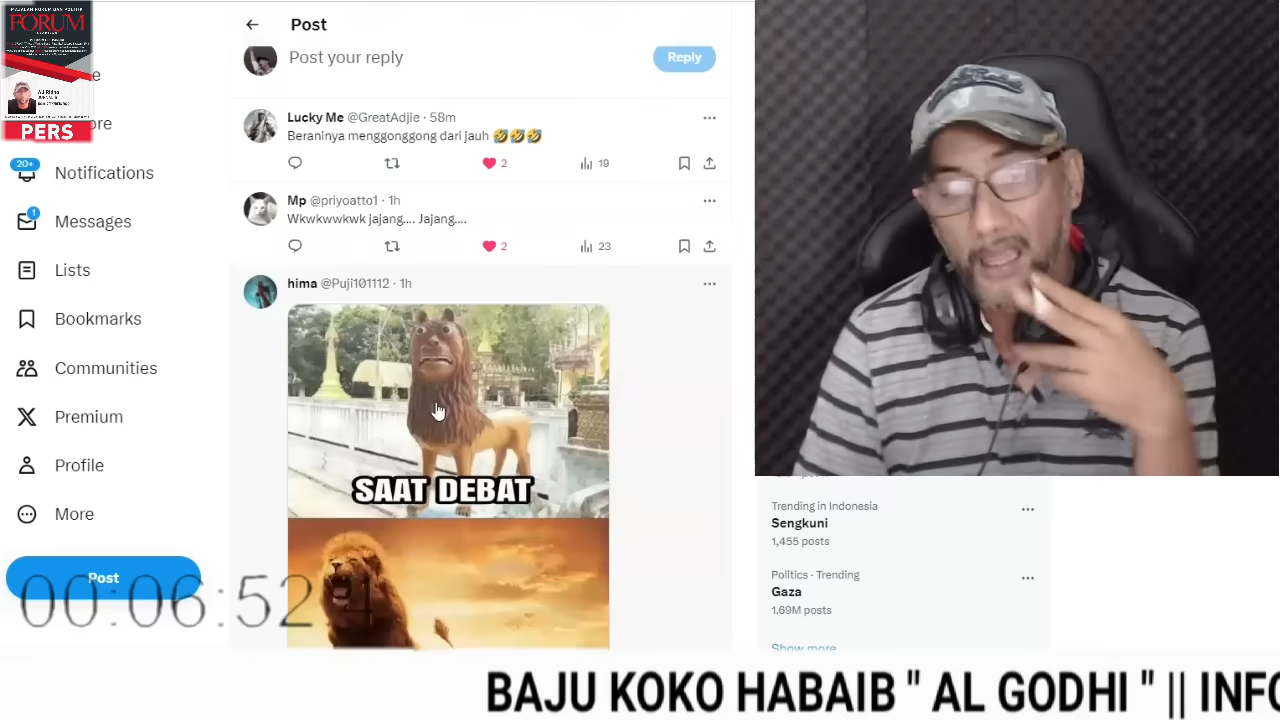 FORUM
PERS
Post
Post your reply
Reply
Notifications
20+
Messages
1
Lists
Bookmarks
Communities
Premium
Profile
More
Post
00:06:52
Lucky Me @GreatAdjie · 58m
Beraninya menggonggong dari jauh 🤣🤣🤣
2
19
Mp @priyoatto1 · 1h
Wkwkwwkwk jajang.... Jajang....
2
23
hima @Puji101112 · 1h
SAAT DEBAT
Trending in Indonesia
Sengkuni
1,455 posts
Politics · Trending
Gaza
1.69M posts
Show more
BAJU KOKO HABAIB " AL GODHI " || INFO